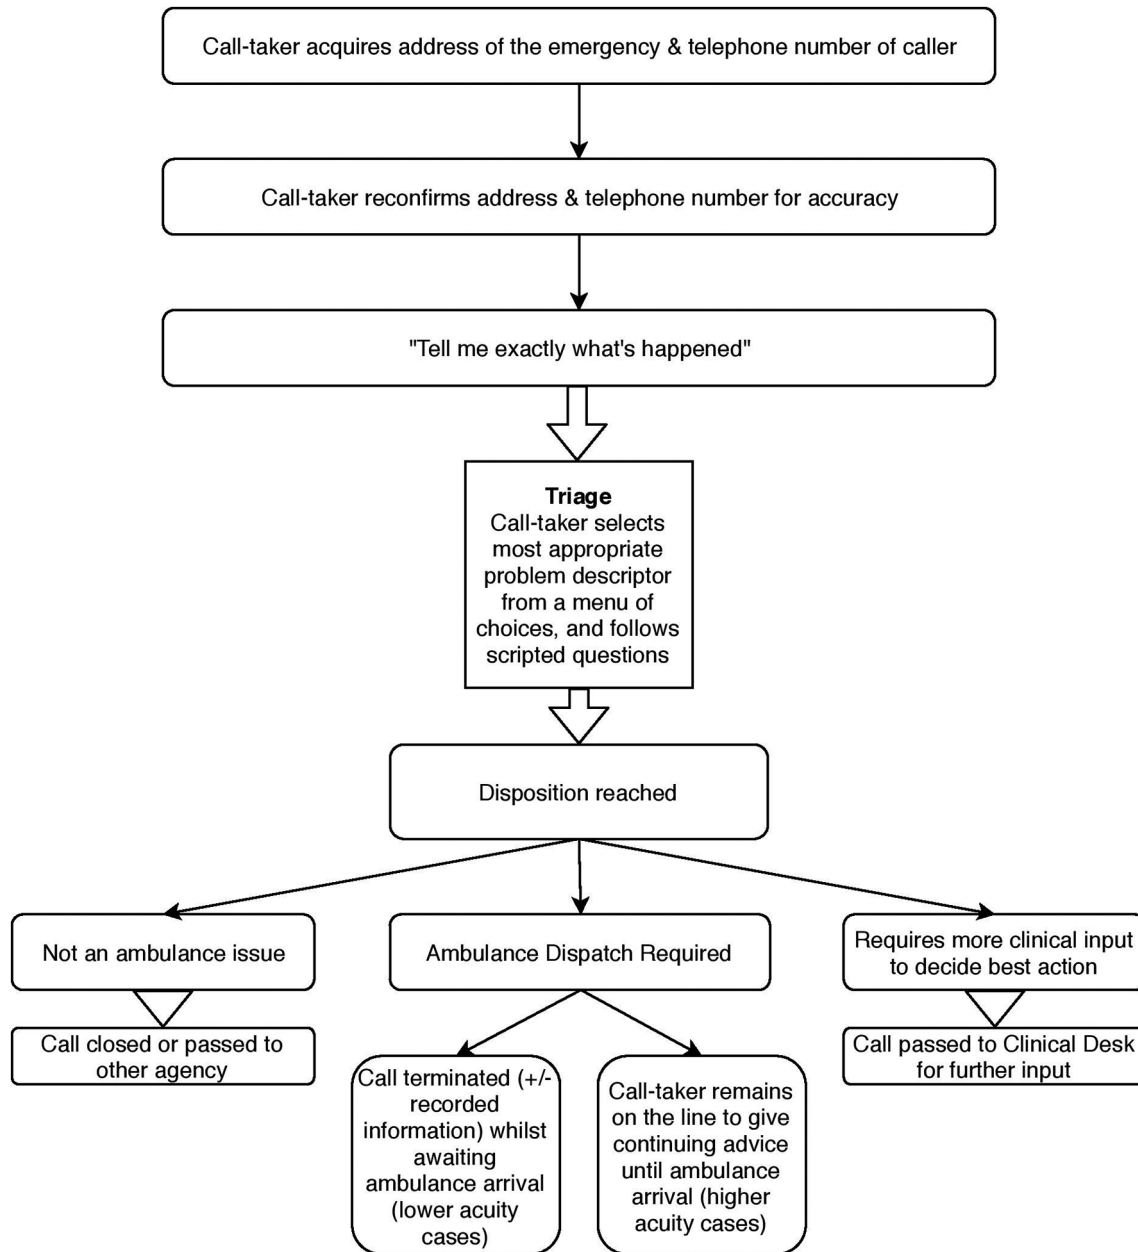 Call-taker acquires address of the emergency & telephone number of caller
Call-taker reconfirms address & telephone number for accuracy
"Tell me exactly what's happened"
Triage
Call-taker selects
most appropriate
problem descriptor
from a menu of
choices, and follows
scripted questions
Disposition reached
Not an ambulance issue
Ambulance Dispatch Required
Requires more clinical input
to decide best action
Call closed or passed to
other agency
Call terminated (+/-
recorded
information) whilst
awaiting
ambulance arrival
(lower acuity
cases)
Call-taker remains
on the line to give
continuing advice
until ambulance
arrival (higher
acuity cases)
Call passed to Clinical Desk
for further input